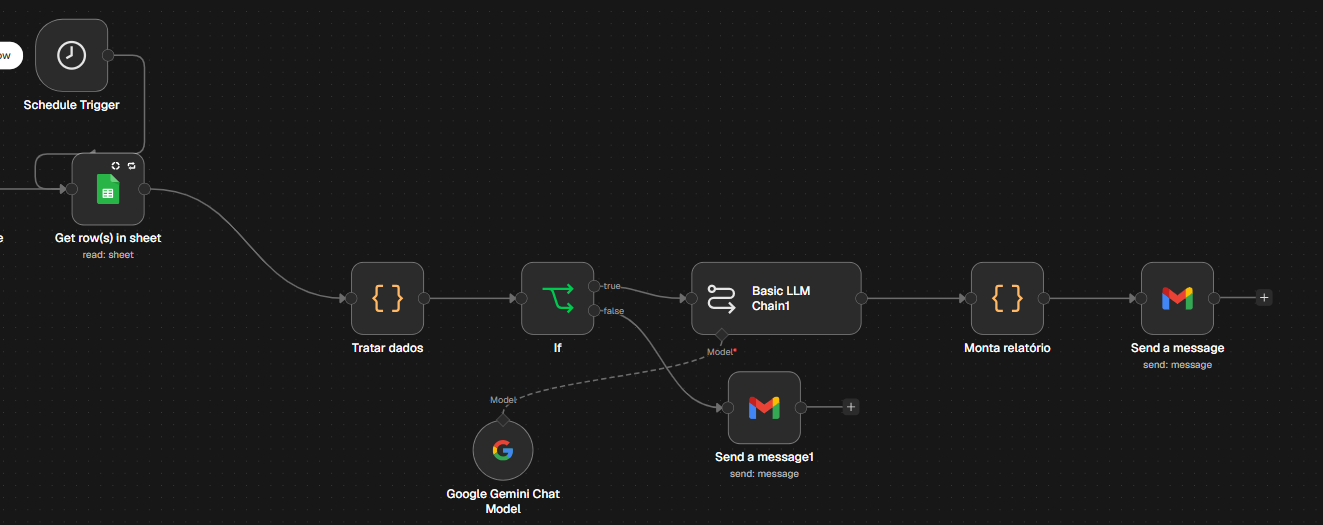 ow
Schedule Trigger
e
Get row(s) in sheet
read: sheet
Tratar dados
If
true
false
Basic LLM
Chain1
Model*
Monta relatório
Send a message
send: message
Model
Google Gemini Chat
Model
Send a message1
send: message